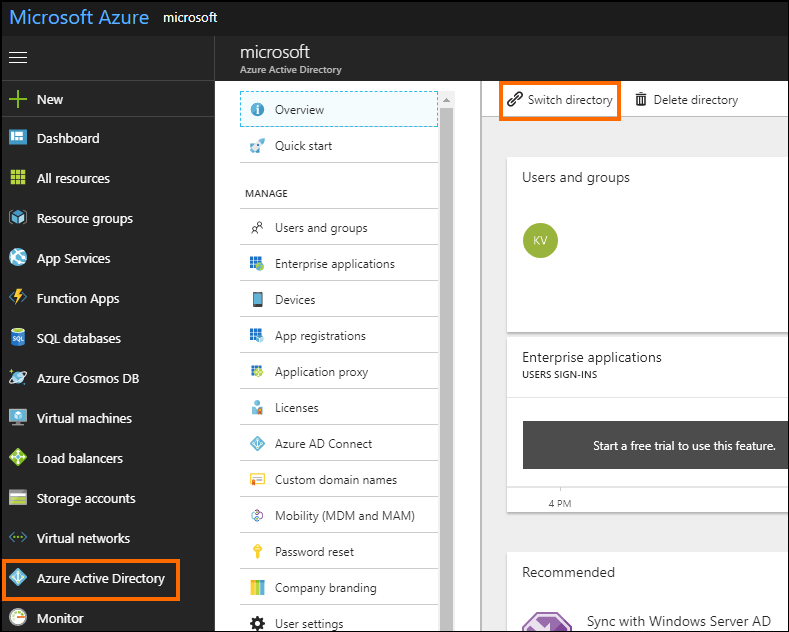 Microsoft Azure microsoft
New
Dashboard
All resources
Resource groups
App Services
Function Apps
SQL databases
Azure Cosmos DB
Virtual machines
Load balancers
Storage accounts
Virtual networks
Azure Active Directory
Monitor
microsoft
Azure Active Directory
Overview
Quick start
MANAGE
Users and groups
Enterprise applications
Devices
App registrations
Application proxy
Licenses
Azure AD Connect
Custom domain names
Mobility (MDM and MAM)
Password reset
Company branding
User settings
Switch directory
Delete directory
Users and groups
KV
Enterprise applications
USERS SIGN-INS
Start a free trial to use this feature.
4 PM
Recommended
Sync with Windows Server AD